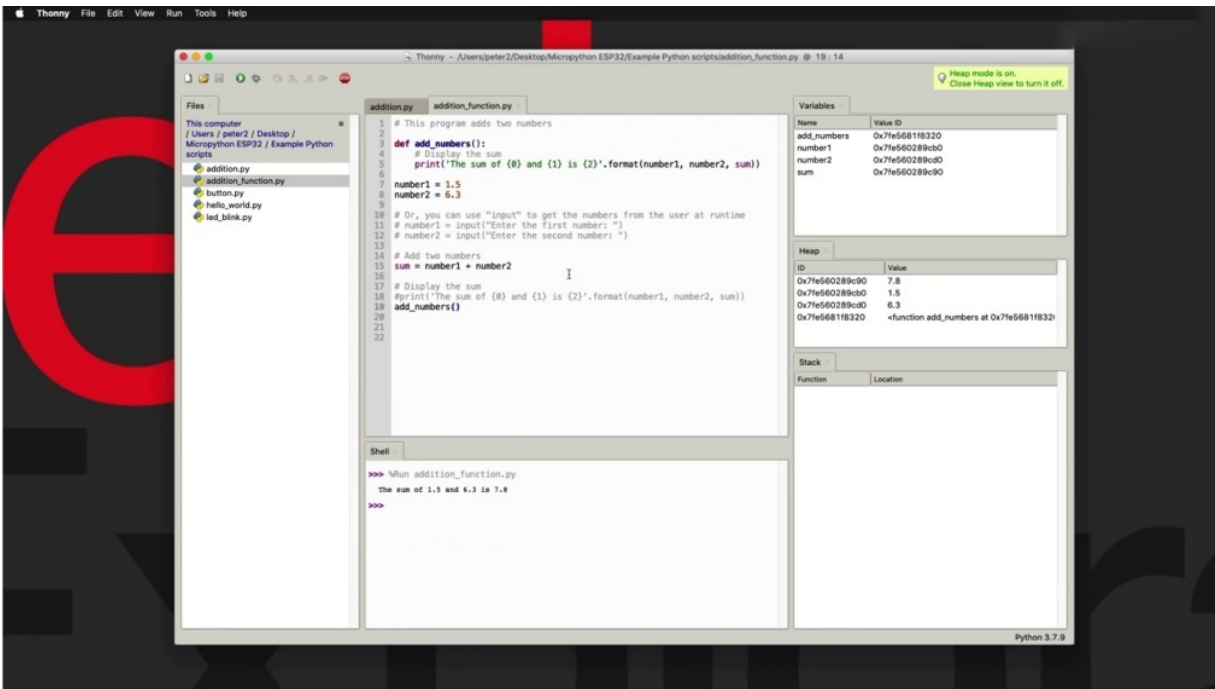 Thonny File Edit View Run Tools Help
Thonny - /Users/peter2/Desktop/Micropython ESP32/Example Python scripts/addition_function.py @ 19 : 14
Heap mode is on.
Close Heap view to turn it off.
Files
This computer
/ Users / peter2 / Desktop /
Micropython ESP32 / Example Python
scripts
addition.py
addition_function.py
button.py
hello_world.py
led_blink.py
addition.py addition_function.py
1 # This program adds two numbers
2
3 def add_numbers():
4     # Display the sum
5     print('The sum of {0} and {1} is {2}'.format(number1, number2, sum))
6
7 number1 = 1.5
8 number2 = 6.3
9
10 # Or, you can use "input" to get the numbers from the user at runtime
11 # number1 = input("Enter the first number: ")
12 # number2 = input("Enter the second number: ")
13
14 # Add two numbers
15 sum = number1 + number2
16
17 # Display the sum
18 #print('The sum of {0} and {1} is {2}'.format(number1, number2, sum))
19 add_numbers()
20
21
22
Shell
>>> %Run addition_function.py
The sum of 1.5 and 6.3 is 7.8
>>>
Variables
Name Value ID
add_numbers 0x7fe5681f8320
number1 0x7fe560289cb0
number2 0x7fe560289cd0
sum 0x7fe560289c90
Heap
ID Value
0x7fe560289c90 7.8
0x7fe560289cb0 1.5
0x7fe560289cd0 6.3
0x7fe5681f8320 <function add_numbers at 0x7fe5681f832
Stack
Function Location
Python 3.7.9